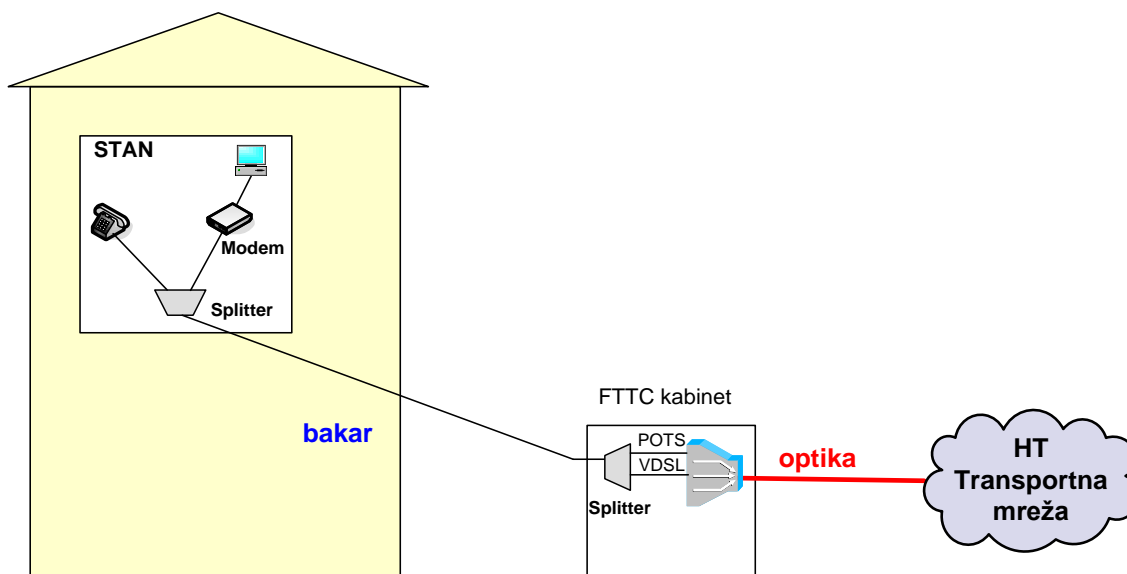 STAN
Modem
Splitter
bakar
FTTC kabinet
POTS
VDSL
Splitter
optika
HT
Transportna
mreža